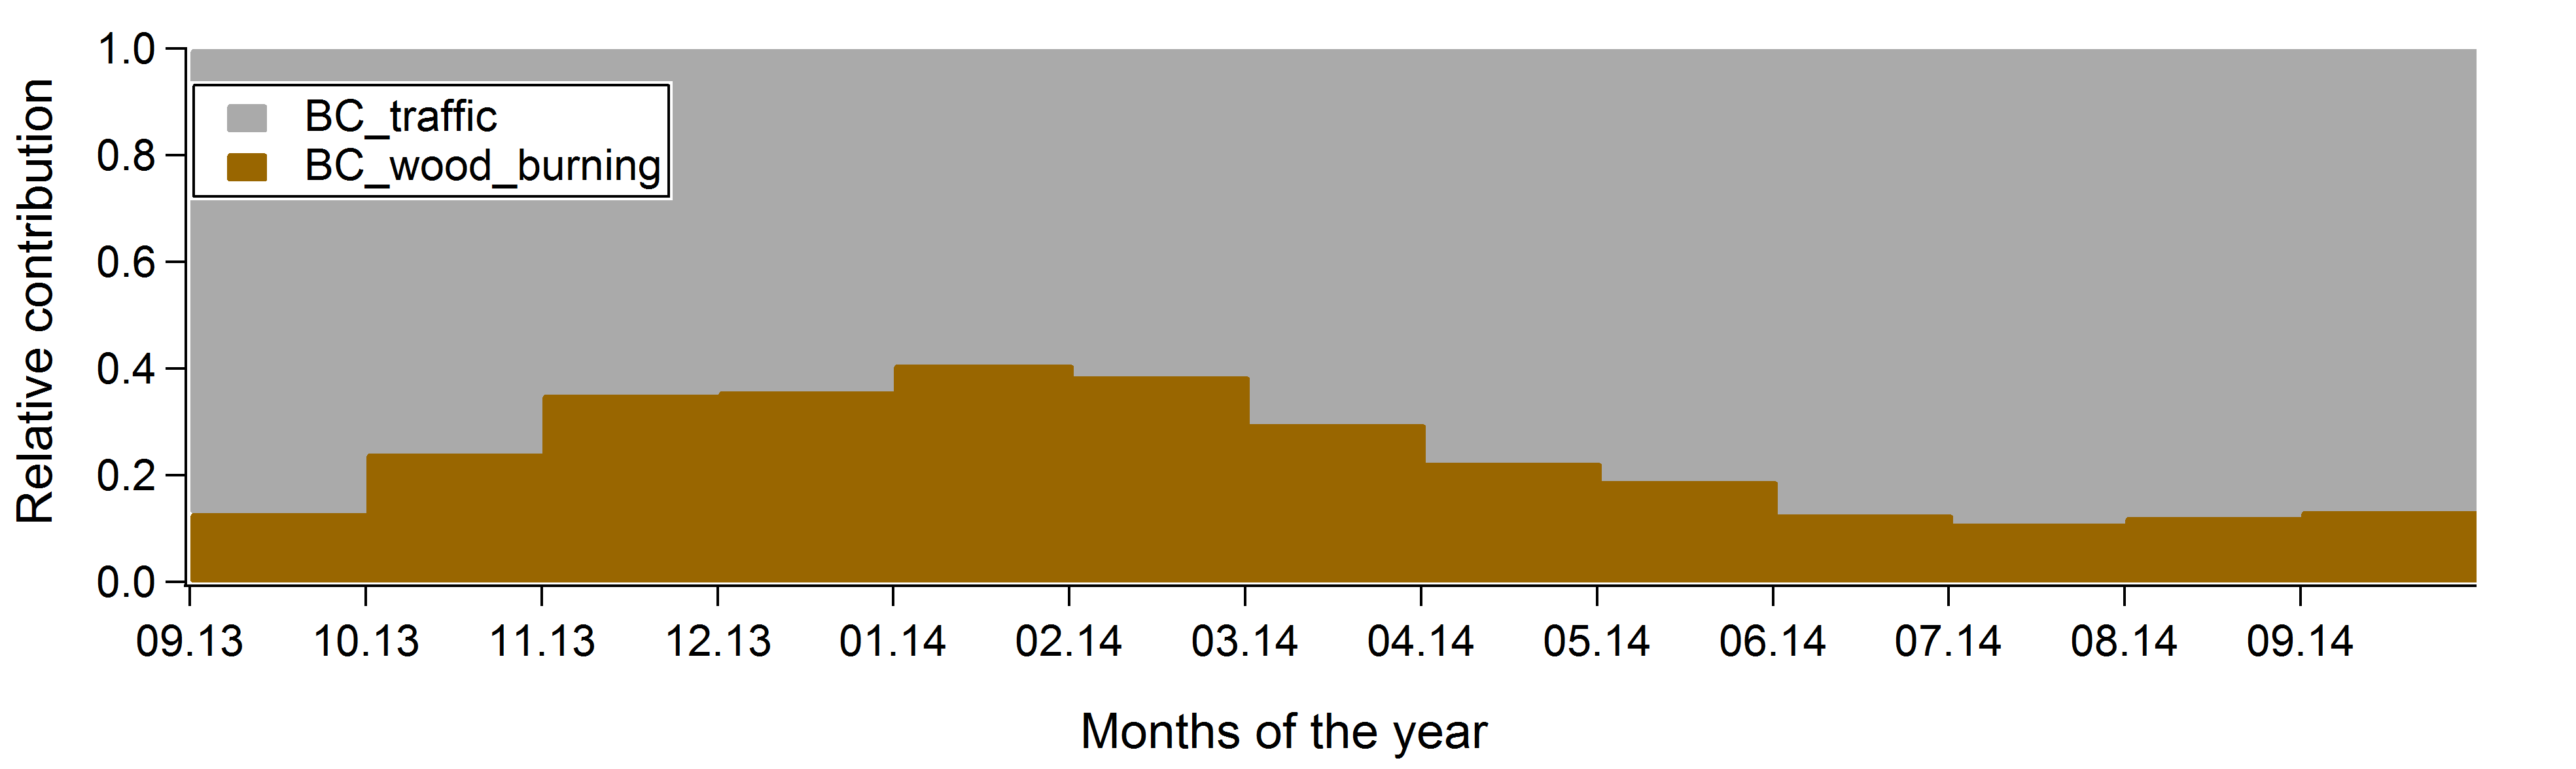 Relative contribution
1.0
0.8
0.6
0.4
0.2
0.0
BC_traffic
BC_wood_burning
09.13 10.13 11.13 12.13 01.14 02.14 03.14 04.14 05.14 06.14 07.14 08.14 09.14
Months of the year